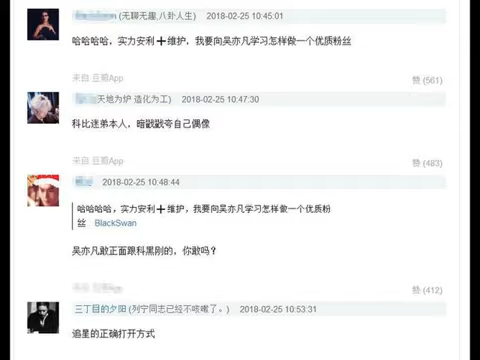 (无聊无趣,八卦人生) 2018-02-25 10:45:01
哈哈哈哈，实力安利➕维护，我要向吴亦凡学习怎样做一个优质粉丝
来自 豆瓣App
赞 (561)
天地为炉 造化为工) 2018-02-25 10:47:30
科比迷弟本人，暗戳戳夸自己偶像
来自 豆瓣App
赞 (483)
2018-02-25 10:48:44
哈哈哈哈，实力安利➕维护，我要向吴亦凡学习怎样做一个优质粉
丝 BlackSwan
吴亦凡敢正面跟科黑刚的，你敢吗？
赞 (412)
三丁目的夕阳 (列宁同志已经不咳嗽了。) 2018-02-25 10:53:31
追星的正确打开方式